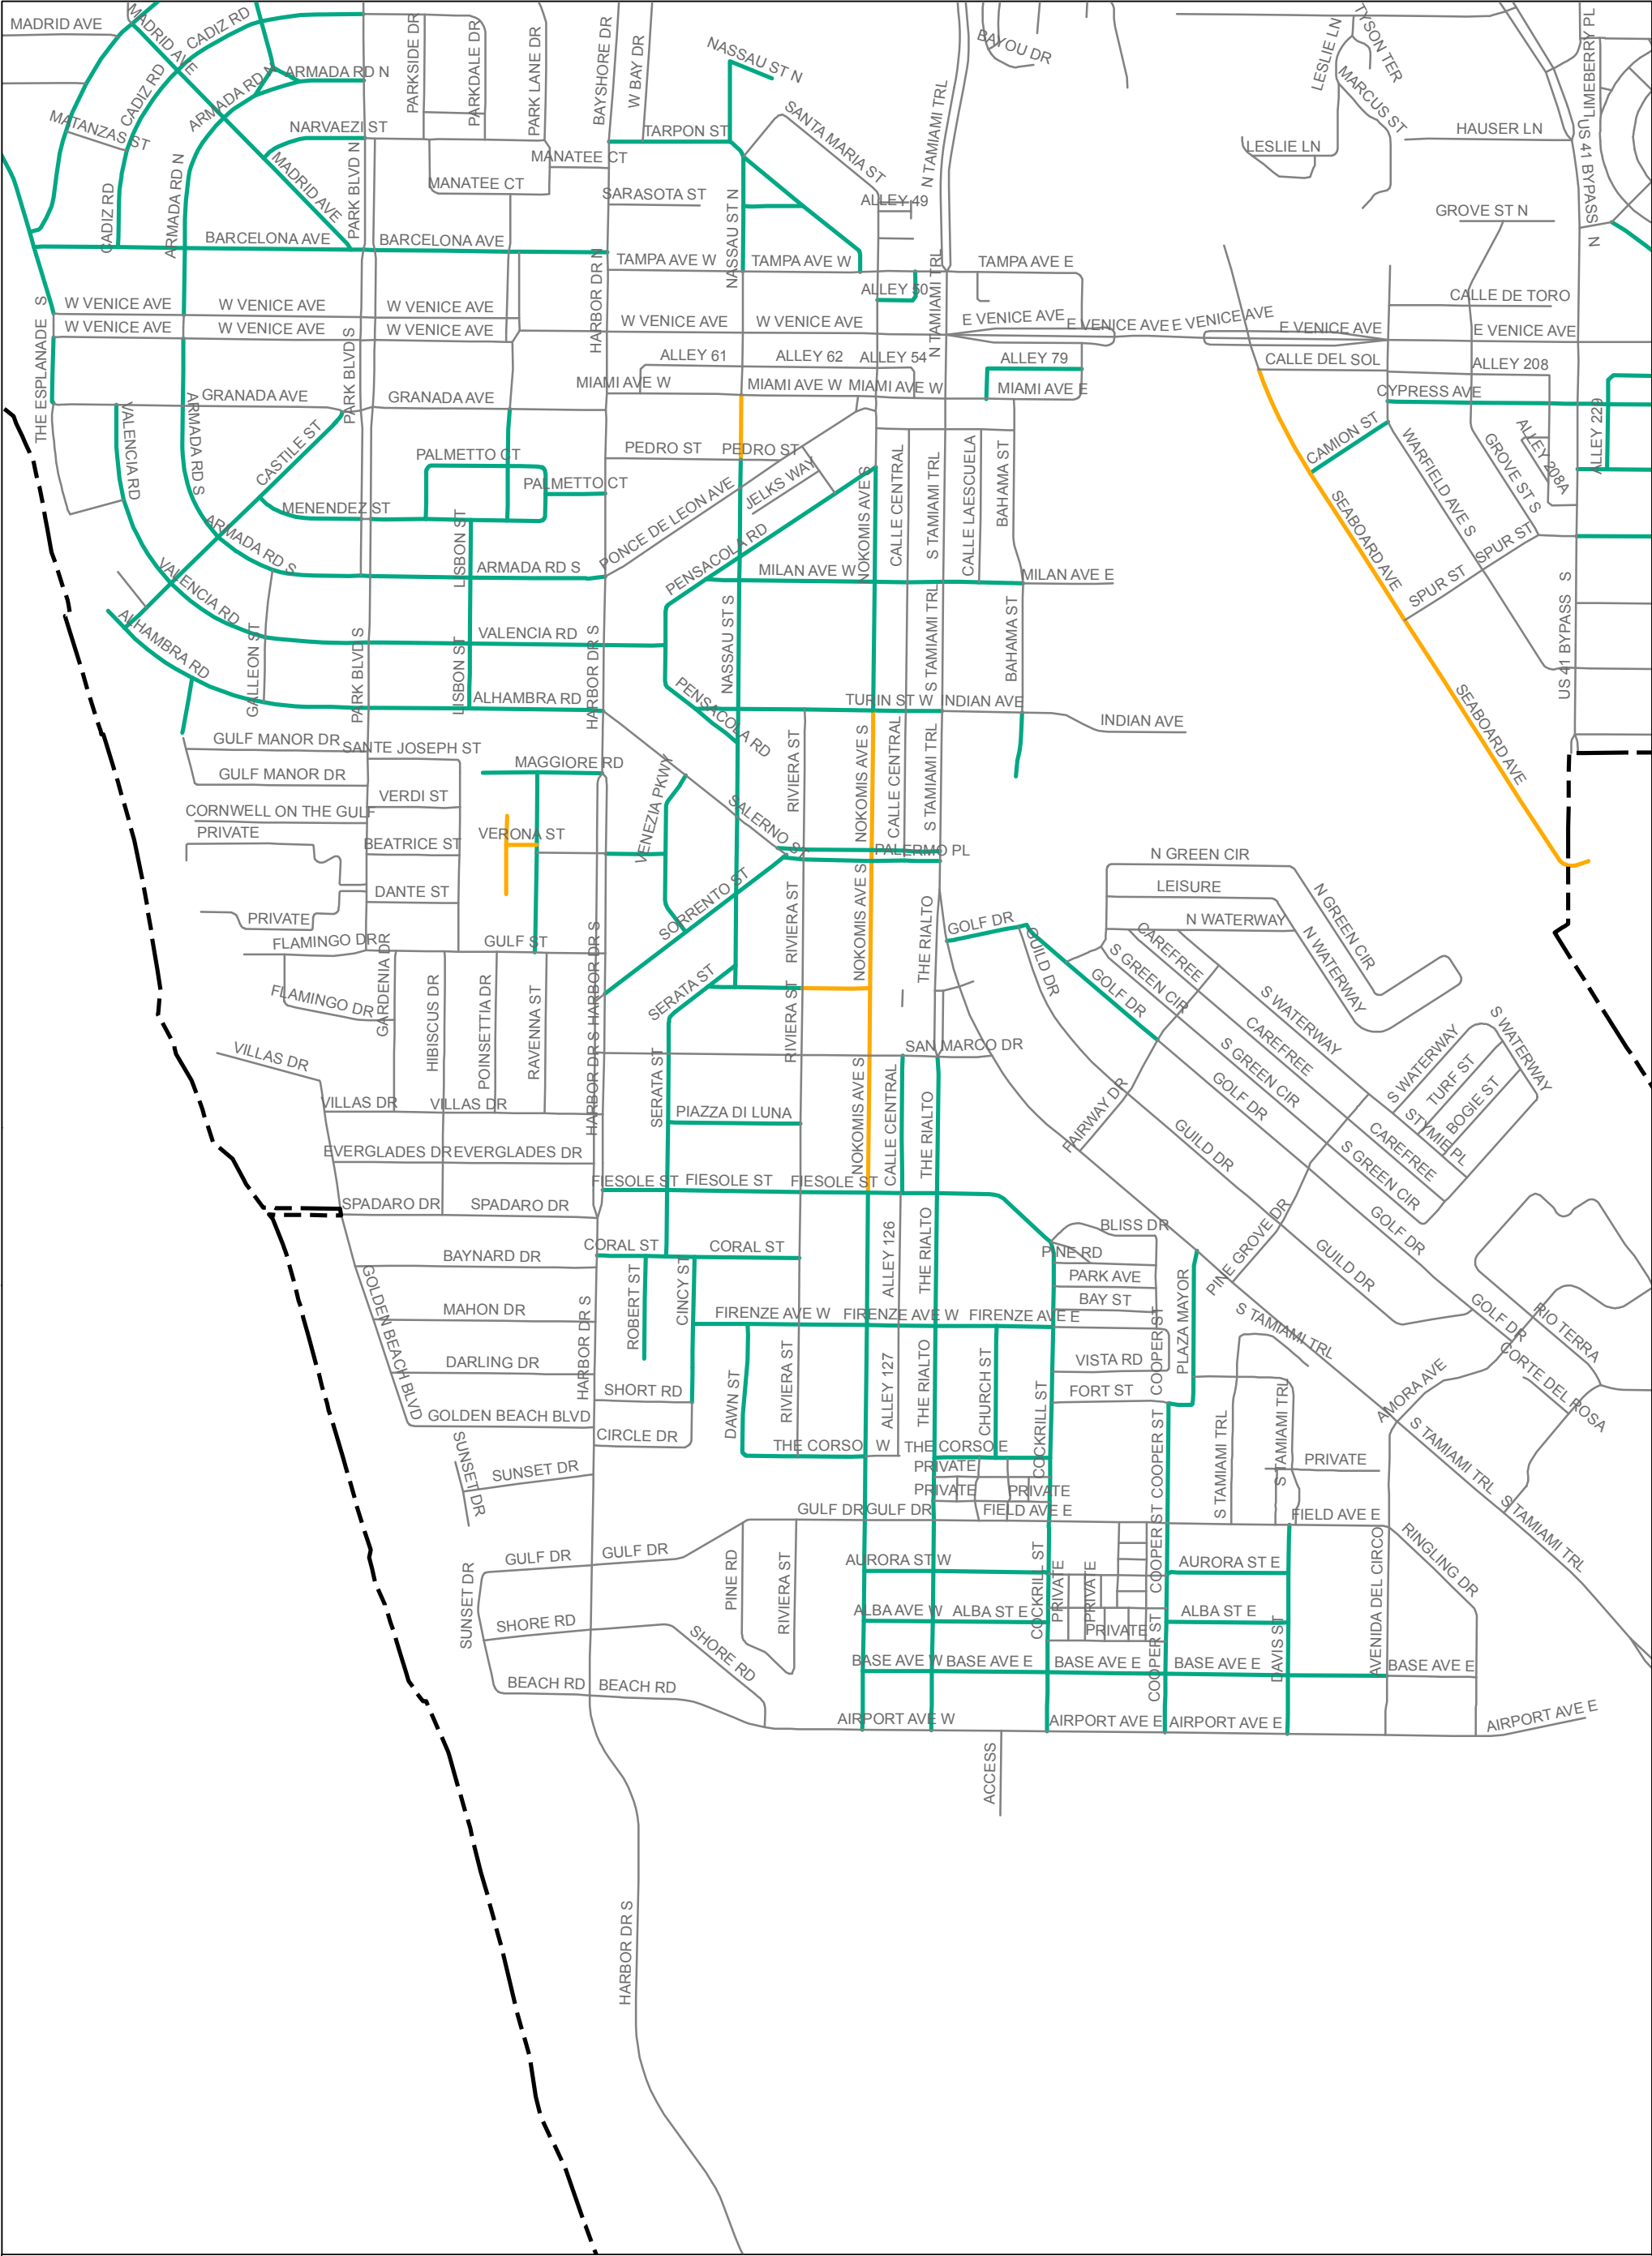 MADRID AVE
MADRID AVE
CADIZ RD
PARKSIDE DR
PARKDALE DR
PARK LANE DR
BAYSHORE DR
W BAY DR
NASSAU ST N
BAYOU DR
LESLIE LN
TYSON TER
LIMEBERRY PL
CADIZ RD
ARMADA RD N
ARMADA RD N
MARCUS ST
MATANZAS ST
NARVAEZI ST
TARPON ST
SANTA MARIA ST
N TAMIAMI TRL
HAUSER LN
US 41 BYPASS N
LESLIE LN
MANATEE CT
MANATEE CT
MADRID AVE
PARK BLVD N
CADIZ RD
ARMADA RD N
SARASOTA ST
NASSAU ST N
ALLEY 49
GROVE ST N
BARCELONA AVE
BARCELONA AVE
HARBOR DR N
TAMPA AVE W
TAMPA AVE W
N TAMIAMI TRL
TAMPA AVE E
ALLEY 50
CALLE DE TORO
THE ESPLANADE S
W VENICE AVE
W VENICE AVE
W VENICE AVE
W VENICE AVE
W VENICE AVE
W VENICE AVE
W VENICE AVE
W VENICE AVE
E VENICE AVE
E VENICE AVE
E VENICE AVE
E VENICE AVE
E VENICE AVE
PARK BLVD S
ALLEY 61
ALLEY 62
ALLEY 54
ALLEY 79
CALLE DEL SOL
ALLEY 208
MIAMI AVE W
MIAMI AVE W
MIAMI AVE W
MIAMI AVE E
CYPRESS AVE
GRANADA AVE
GRANADA AVE
VALENCIA RD
ARMADA RD S
CASTILE ST
PALMETTO CT
PALMETTO CT
PEDRO ST
PEDRO ST
JELKS WAY
PONCE DE LEON AVE
NOKOMIS AVE S
CALLE CENTRAL
S TAMIAMI TRL
CALLE LAESCUELA
BAHAMA ST
CAMION ST
WARFIELD AVE S
GROVE ST S
ALLEY 208A
ALLEY 229
SEABOARD AVE
MENENDEZ ST
LISBON ST
ARMADA RD S
ARMADA RD S
PENSACOLA RD
MILAN AVE W
MILAN AVE E
SPUR ST
SPUR ST
US 41 BYPASS S
VALENCIA RD
VALENCIA RD
ALHAMBRA RD
GALLEON ST
PARK BLVD S
LISBON ST
ALHAMBRA RD
HARBOR DR S
NASSAU ST S
PENSACOLA RD
TURIN ST W
S TAMIAMI TRL
BAHAMA ST
INDIAN AVE
INDIAN AVE
SEABOARD AVE
GULF MANOR DR
SANTE JOSEPH ST
GULF MANOR DR
MAGGIORE RD
VERDI ST
CORNWELL ON THE GULF
PRIVATE
BEATRICE ST
VERONA ST
VENEZIA PKWY
SALERNO ST
RIVIERA ST
NOKOMIS AVE S
CALLE CENTRAL
S TAMIAMI TRL
PALERMO PL
DANTE ST
PRIVATE
SORRENTO ST
RIVIERA ST
NOKOMIS AVE S
THE RIALTO
GOLF DR
GUILD DR
N GREEN CIR
LEISURE
N WATERWAY
N GREEN CIR
N WATERWAY
CAREFREE
S GREEN CIR
GOLF DR
FLAMINGO DR
FLAMINGO DR
GULF ST
GARDENIA DR
HIBISCUS DR
POINSETTIA DR
RAVENNA ST
HARBOR DR S
HARBOR DR S
SERATA ST
RIVIERA ST
S WATERWAY
CAREFREE
S GREEN CIR
GOLF DR
S WATERWAY
S WATERWAY
TURF ST
BOGIE ST
STYMIE PL
VILLAS DR
VILLAS DR
VILLAS DR
SERATA ST
SAN MARCO DR
PIAZZA DI LUNA
NOKOMIS AVE S
CALLE CENTRAL
THE RIALTO
FAIRWAY DR
GUILD DR
CAREFREE
S GREEN CIR
GOLF DR
EVERGLADES DR
EVERGLADES DR
FIESOLE ST
FIESOLE ST
FIESOLE ST
SPADARO DR
SPADARO DR
BAYNARD DR
CORAL ST
CORAL ST
ALLEY 126
THE RIALTO
BLISS DR
PINE RD
PARK AVE
BAY ST
PINE GROVE DR
GUILD DR
GOLF DR
RIO TERRA
GOLDEN BEACH BLVD
MAHON DR
HARBOR DR S
ROBERT ST
CINCY ST
FIRENZE AVE W
FIRENZE AVE W
FIRENZE AVE E
COOPER ST
PLAZA MAYOR
S TAMIAMI TRL
DARLING DR
SHORT RD
DAWN ST
RIVIERA ST
ALLEY 127
THE RIALTO
CHURCH ST
COCKRILL ST
VISTA RD
FORT ST
AMORA AVE
CORTE DEL ROSA
GOLDEN BEACH BLVD
CIRCLE DR
THE CORSO W
THE CORSO E
COOPER ST
COOPER ST
S TAMIAMI TRL
S TAMIAMI TRL
S TAMIAMI TRL
SUNSET DR
SUNSET DR
PRIVATE
PRIVATE
PRIVATE
PRIVATE
GULF DR
GULF DR
FIELD AVE E
FIELD AVE E
S TAMIAMI TRL
RINGLING DR
GULF DR
GULF DR
PINE RD
RIVIERA ST
AURORA ST W
COCKRILL ST
PRIVATE
PRIVATE
AURORA ST E
AVENIDA DEL CIRCO
SUNSET DR
SHORE RD
SHORE RD
ALBA AVE W
ALBA ST E
PRIVATE
COOPER ST
ALBA ST E
DAVIS ST
BASE AVE W
BASE AVE E
BASE AVE E
BASE AVE E
BASE AVE E
BEACH RD
BEACH RD
AIRPORT AVE W
AIRPORT AVE E
AIRPORT AVE E
AIRPORT AVE E
ACCESS
HARBOR DR S